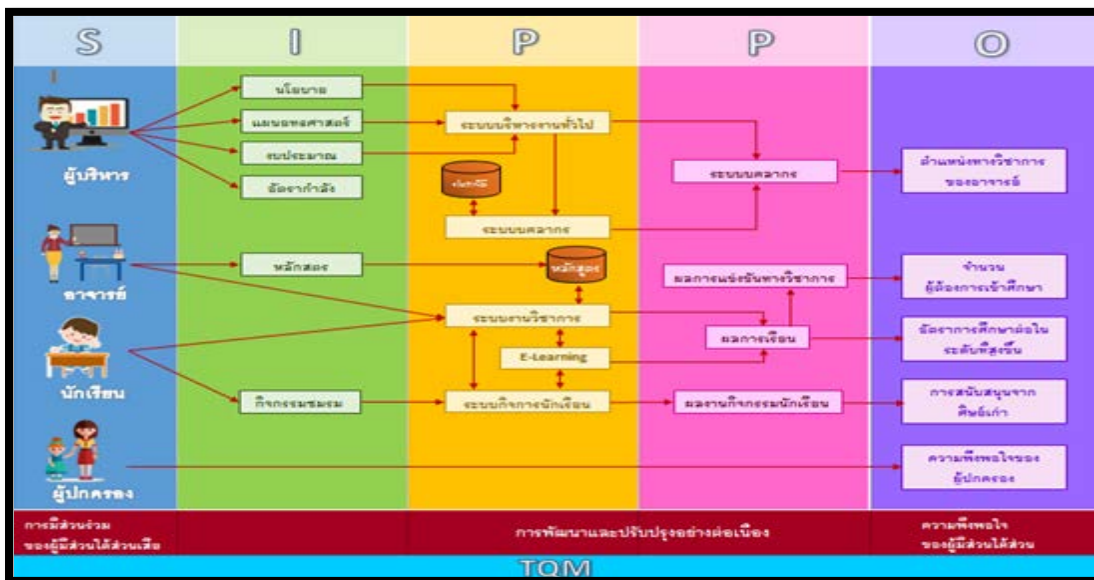 S
I
P
P
O
ผู้บริหาร
อาจารย์
นักเรียน
ผู้ปกครอง
นโยบาย
แผนยุทธศาสตร์
งบประมาณ
อัตรากำลัง
หลักสูตร
กิจกรรมชมรม
ระบบบริหารงานทั่วไป
ระบบบุคลากร
หลักสูตร
ระบบงานวิชาการ
E-Learning
ระบบกิจการนักเรียน
ระบบบุคลากร
ผลการแข่งขันทางวิชาการ
ผลการเรียน
ผลงานกิจกรรมนักเรียน
ตำแหน่งทางวิชาการ
ของอาจารย์
จำนวน
ผู้ต้องการเข้าศึกษา
อัตราการศึกษาต่อใน
ระดับที่สูงขึ้น
การสนับสนุนจาก
ศิษย์เก่า
ความพึงพอใจของ
ผู้ปกครอง
การมีส่วนร่วม
ของผู้มีส่วนได้ส่วนเสีย
การพัฒนาและปรับปรุงอย่างต่อเนื่อง
ความพึงพอใจ
ของผู้มีส่วนได้ส่วน
TQM